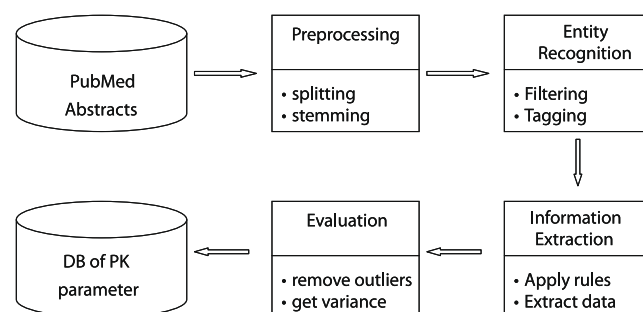 PubMed
Abstracts
Preprocessing
• splitting
• stemming
Entity
Recognition
• Filtering
• Tagging
Information
Extraction
• Apply rules
• Extract data
Evaluation
• remove outliers
• get variance
DB of PK
parameter